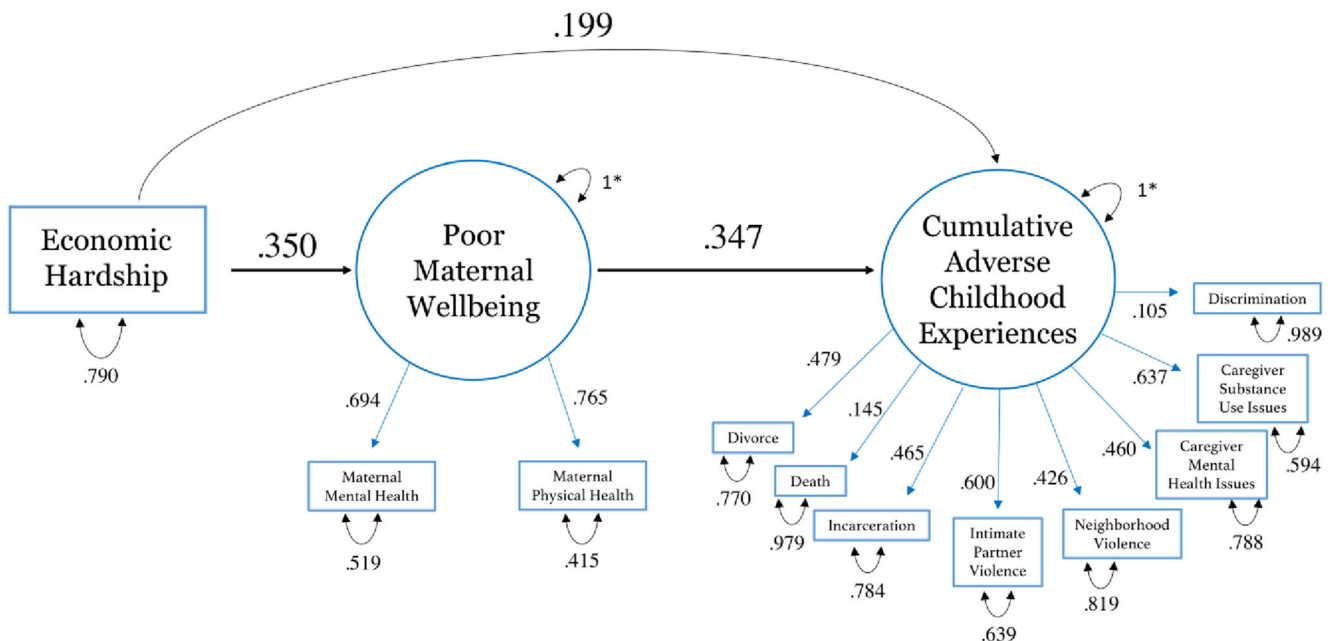 .199
1*
1*
Economic
Hardship
.350
Poor
Maternal
Wellbeing
.347
Cumulative
Adverse
Childhood
Experiences
.790
.694
.765
Maternal
Mental Health
.519
Maternal
Physical Health
.415
.479
Divorce
.770
.145
Death
.979
.465
Incarceration
.784
.600
Intimate
Partner
Violence
.639
.426
Neighborhood
Violence
.819
.460
Caregiver
Mental
Health Issues
.788
.637
Caregiver
Substance
Use Issues
.594
.105
Discrimination
.989